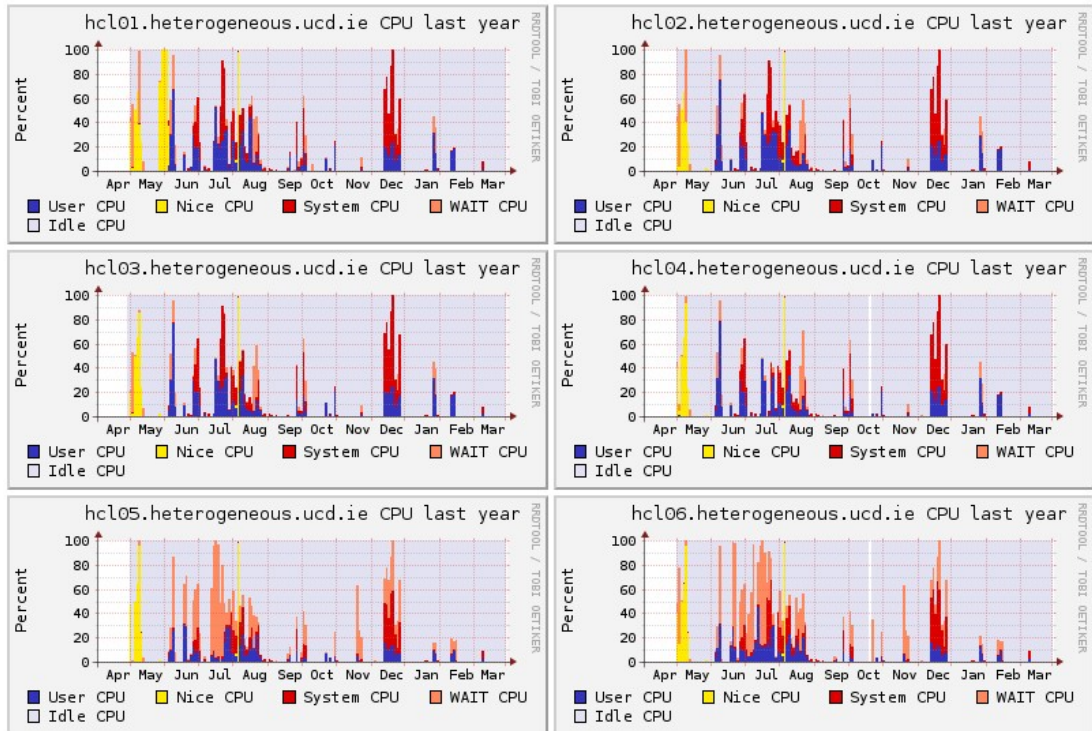 hcl01.heterogeneous.ucd.ie CPU last year
RRDTOOL / TOBI OETIKER
Percent
100
80
60
40
20
0
Apr May Jun Jul Aug Sep Oct Nov Dec Jan Feb Mar
User CPU Nice CPU System CPU WAIT CPU
Idle CPU
hcl02.heterogeneous.ucd.ie CPU last year
RRDTOOL / TOBI OETIKER
Percent
100
80
60
40
20
0
Apr May Jun Jul Aug Sep Oct Nov Dec Jan Feb Mar
User CPU Nice CPU System CPU WAIT CPU
Idle CPU
hcl03.heterogeneous.ucd.ie CPU last year
RRDTOOL / TOBI OETIKER
Percent
100
80
60
40
20
0
Apr May Jun Jul Aug Sep Oct Nov Dec Jan Feb Mar
User CPU Nice CPU System CPU WAIT CPU
Idle CPU
hcl04.heterogeneous.ucd.ie CPU last year
RRDTOOL / TOBI OETIKER
Percent
100
80
60
40
20
0
Apr May Jun Jul Aug Sep Oct Nov Dec Jan Feb Mar
User CPU Nice CPU System CPU WAIT CPU
Idle CPU
hcl05.heterogeneous.ucd.ie CPU last year
RRDTOOL / TOBI OETIKER
Percent
100
80
60
40
20
0
Apr May Jun Jul Aug Sep Oct Nov Dec Jan Feb Mar
User CPU Nice CPU System CPU WAIT CPU
Idle CPU
hcl06.heterogeneous.ucd.ie CPU last year
RRDTOOL / TOBI OETIKER
Percent
100
80
60
40
20
0
Apr May Jun Jul Aug Sep Oct Nov Dec Jan Feb Mar
User CPU Nice CPU System CPU WAIT CPU
Idle CPU